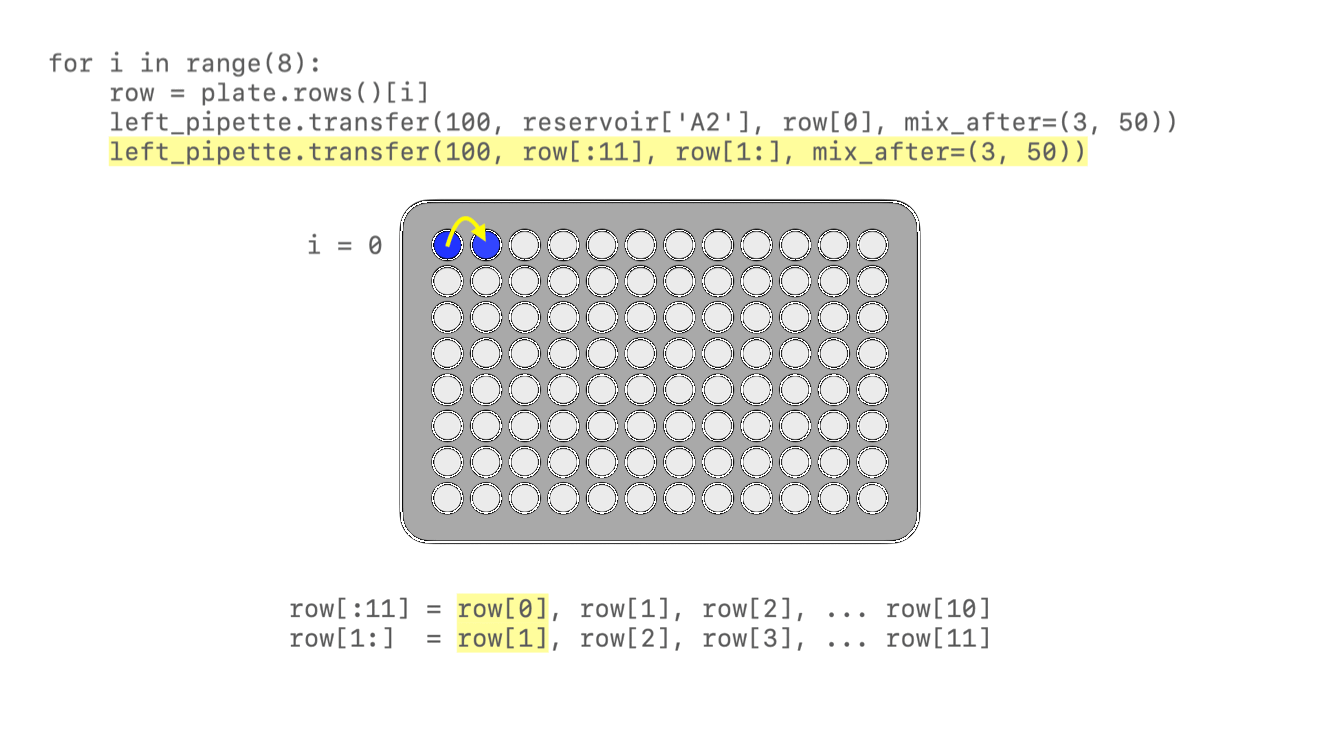 for i in range(8):
    row = plate.rows()[i]
    left_pipette.transfer(100, reservoir['A2'], row[0], mix_after=(3, 50))
    left_pipette.transfer(100, row[:11], row[1:], mix_after=(3, 50))
i = 0
row[:11] = row[0], row[1], row[2], ... row[10]
row[1:]  = row[1], row[2], row[3], ... row[11]